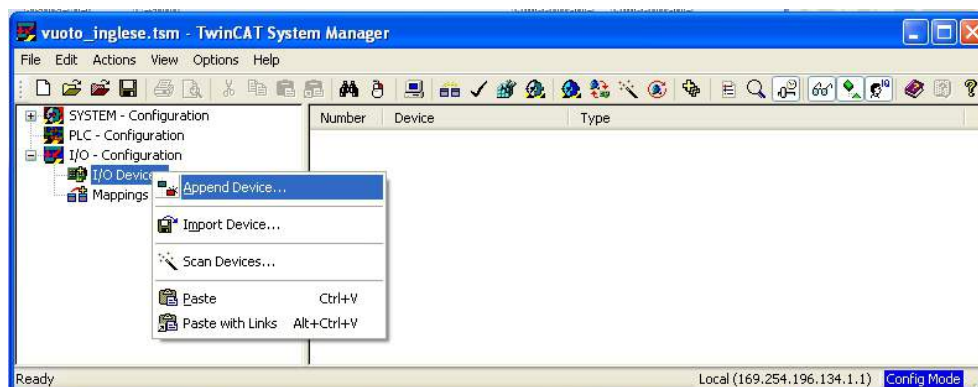 vuoto_inglese.tsm - TwinCAT System Manager
File Edit Actions View Options Help
SYSTEM - Configuration
PLC - Configuration
I/O - Configuration
I/O Device
Mappings
Number Device Type
Append Device...
Import Device...
Scan Devices...
Paste Ctrl+V
Paste with Links Alt+Ctrl+V
Ready Local (169.254.196.134.1.1) Config Mode